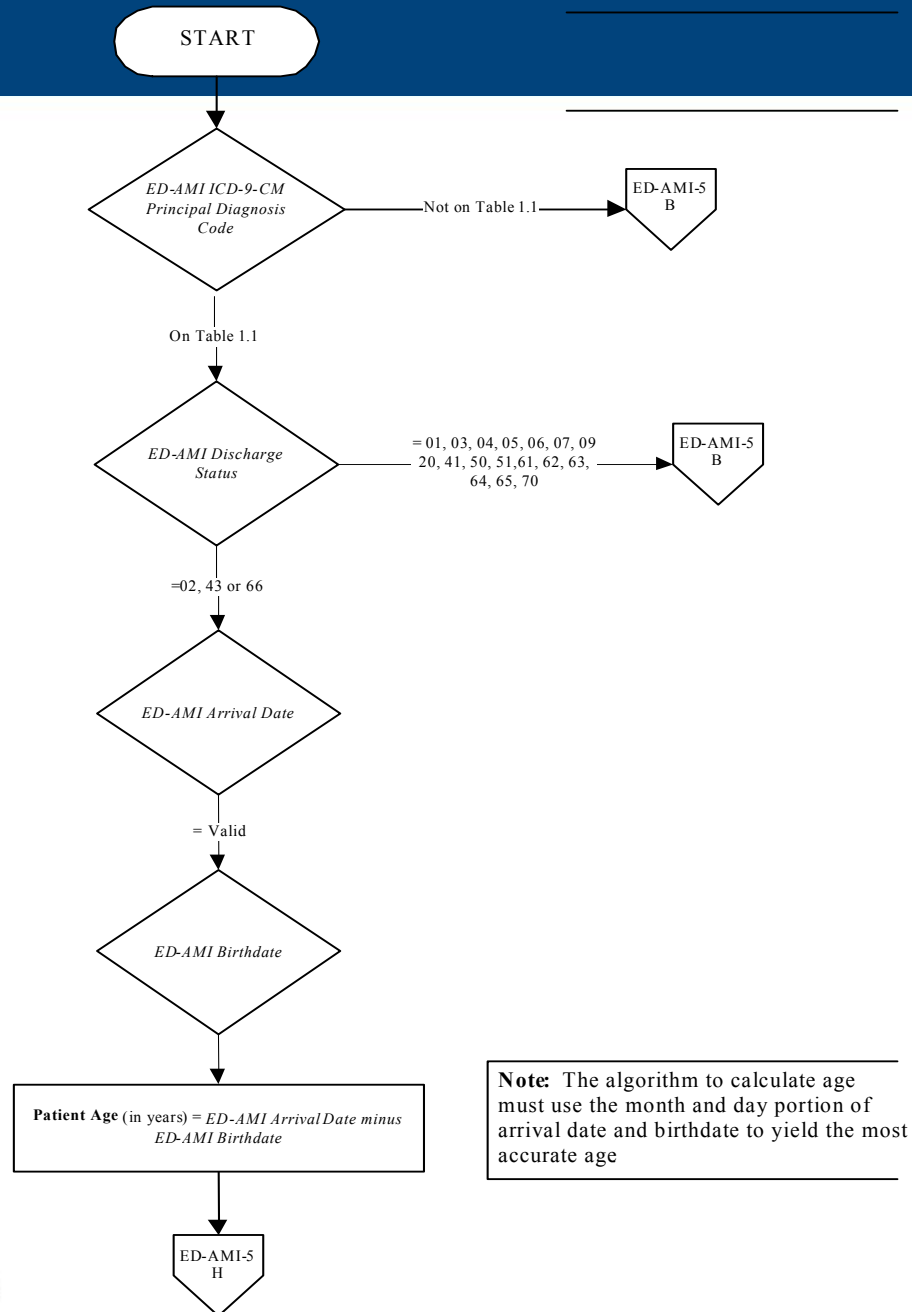 START
ED-AMI ICD-9-CM
Principal Diagnosis
Code
Not on Table 1.1
ED-AMI-5
B
On Table 1.1
ED-AMI Discharge
Status
= 01, 03, 04, 05, 06, 07, 09
20, 41, 50, 51,61, 62, 63,
64, 65, 70
ED-AMI-5
B
=02, 43 or 66
ED-AMI Arrival Date
= Valid
ED-AMI Birthdate
Patient Age (in years) = ED-AMI Arrival Date minus
ED-AMI Birthdate
Note: The algorithm to calculate age
must use the month and day portion of
arrival date and birthdate to yield the most
accurate age
ED-AMI-5
H